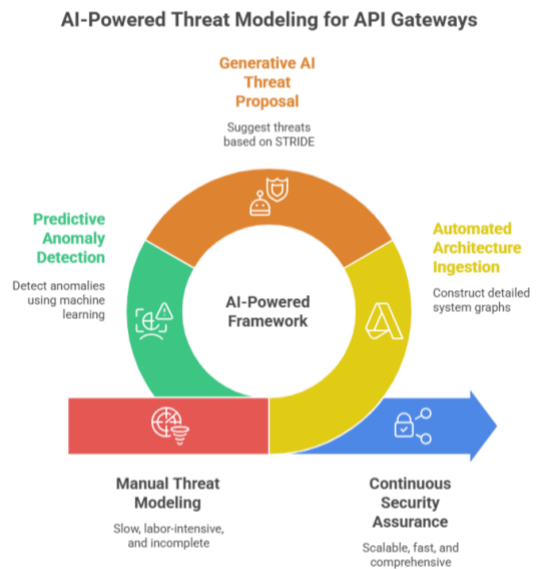 AI-Powered Threat Modeling for API Gateways
Generative AI
Threat
Proposal
Suggest threats
based on STRIDE
Predictive
Anomaly
Detection
Detect anomalies
using machine
learning
Automated
Architecture
Ingestion
Construct detailed
system graphs
AI-Powered
Framework
Manual Threat
Modeling
Slow, labor-intensive,
and incomplete
Continuous
Security
Assurance
Scalable, fast, and
comprehensive